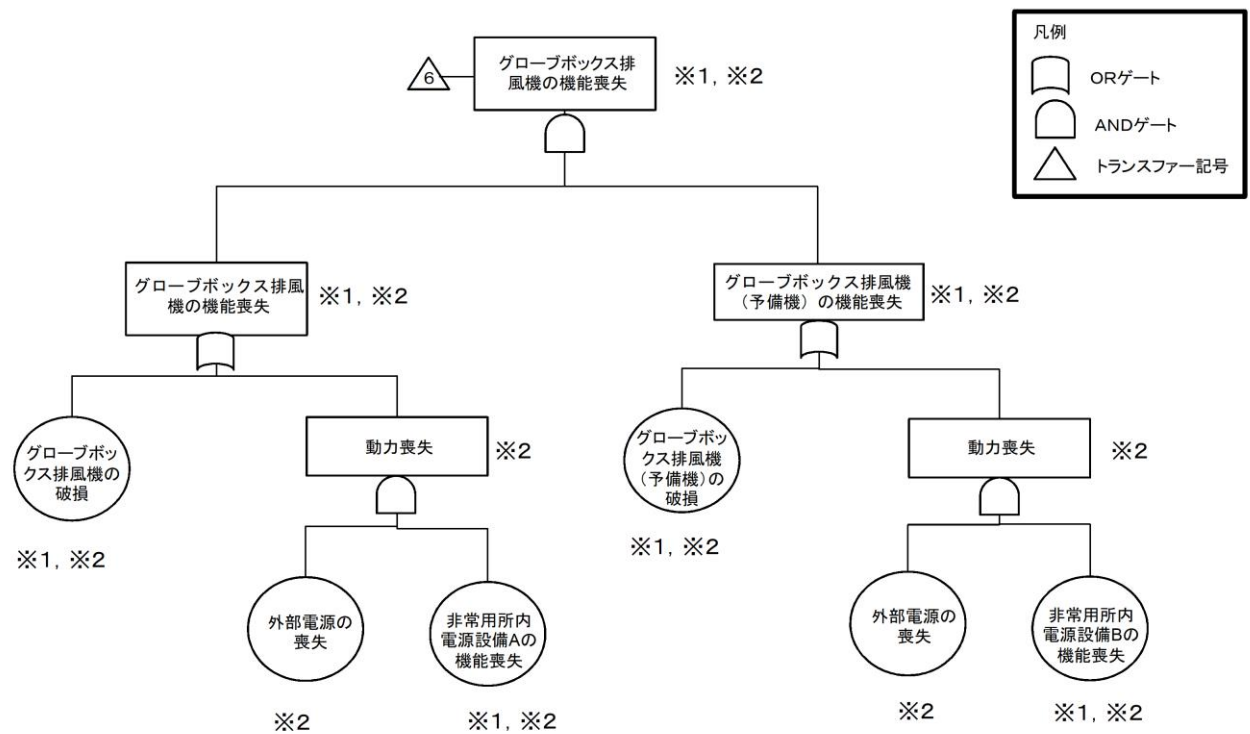 グローブボックス排
風機の機能喪失
6
※1, ※2
凡例
ORゲート
ANDゲート
トランスファー記号
グローブボックス排風
機の機能喪失
※1, ※2
グローブボックス排風機
(予備機)の機能喪失
※1, ※2
グローブボッ
クス排風機の
破損
※1, ※2
動力喪失
※2
グローブボッ
クス排風機
(予備機)の
破損
※1, ※2
動力喪失
※2
外部電源の
喪失
※2
非常用所内
電源設備Aの
機能喪失
※1, ※2
外部電源の
喪失
※2
非常用所内
電源設備Bの
機能喪失
※1, ※2